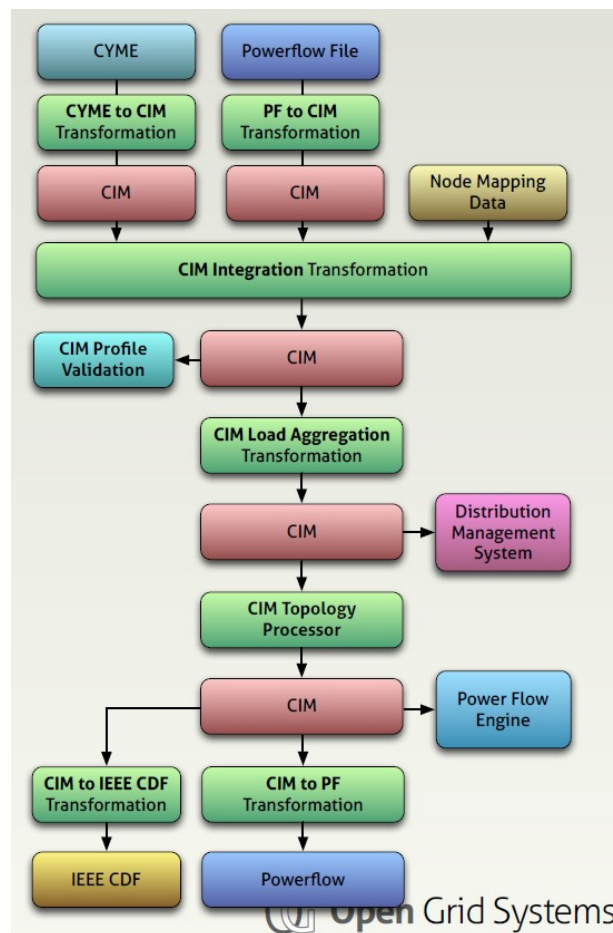 CYME
Powerflow File
CYME to CIM
Transformation
PF to CIM
Transformation
CIM
CIM
Node Mapping
Data
CIM Integration Transformation
CIM Profile
Validation
CIM
CIM Load Aggregation
Transformation
CIM
Distribution
Management
System
CIM Topology
Processor
CIM
Power Flow
Engine
CIM to IEEE CDF
Transformation
CIM to PF
Transformation
IEEE CDF
Powerflow
Open Grid Systems